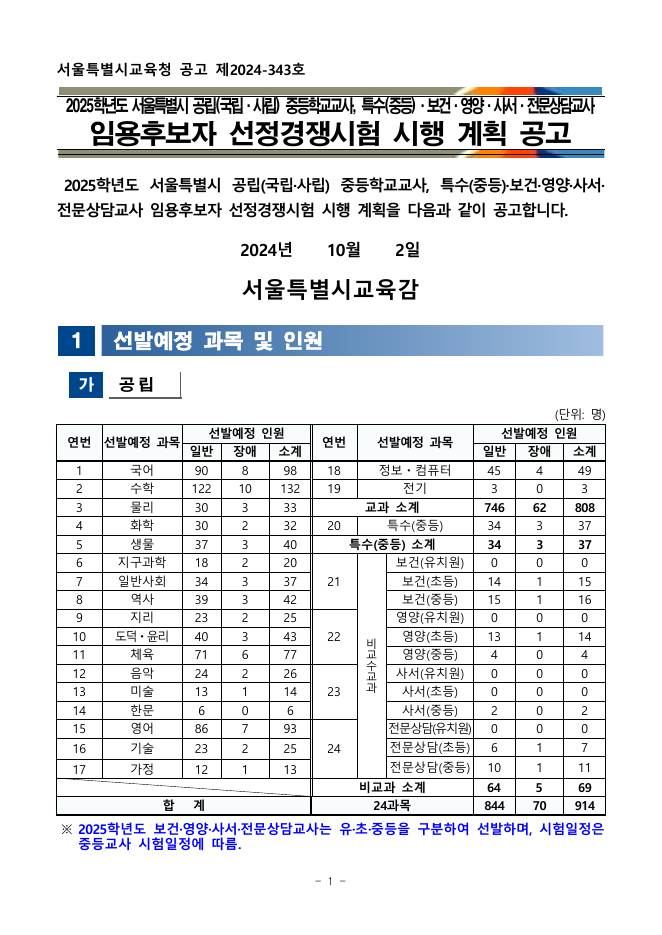 서울특별시교육청 공고 제2024-343호
2025학년도 서울특별시 공립(국립·사립) 중등학교교사, 특수(중등)·보건·영양·사서·전문상담교사
임용후보자 선정경쟁시험 시행 계획 공고
2025학년도 서울특별시 공립(국립·사립) 중등학교교사, 특수(중등)·보건·영양·사서·
전문상담교사 임용후보자 선정경쟁시험 시행 계획을 다음과 같이 공고합니다.
2024년 10월 2일
서울특별시교육감
1 선발예정 과목 및 인원
가 공 립
(단위: 명)
연번 선발예정 과목 선발예정 인원 연번 선발예정 과목 선발예정 인원
일반 장애 소계 일반 장애 소계
1 국어 90 8 98 18 정보・컴퓨터 45 4 49
2 수학 122 10 132 19 전기 3 0 3
3 물리 30 3 33 교과 소계 746 62 808
4 화학 30 2 32 20 특수(중등) 34 3 37
5 생물 37 3 40 특수(중등) 소계 34 3 37
6 지구과학 18 2 20 21 비교수교과 보건(유치원) 0 0 0
7 일반사회 34 3 37 보건(초등) 14 1 15
8 역사 39 3 42 보건(중등) 15 1 16
9 지리 23 2 25 22 영양(유치원) 0 0 0
10 도덕・윤리 40 3 43 영양(초등) 13 1 14
11 체육 71 6 77 영양(중등) 4 0 4
12 음악 24 2 26 23 사서(유치원) 0 0 0
13 미술 13 1 14 사서(초등) 0 0 0
14 한문 6 0 6 사서(중등) 2 0 2
15 영어 86 7 93 24 전문상담(유치원) 0 0 0
16 기술 23 2 25 전문상담(초등) 6 1 7
17 가정 12 1 13 전문상담(중등) 10 1 11
비교과 소계 64 5 69
합 계 24과목 844 70 914
※ 2025학년도 보건·영양·사서·전문상담교사는 유·초·중등을 구분하여 선발하며, 시험일정은
중등교사 시험일정에 따름.
- 1 -